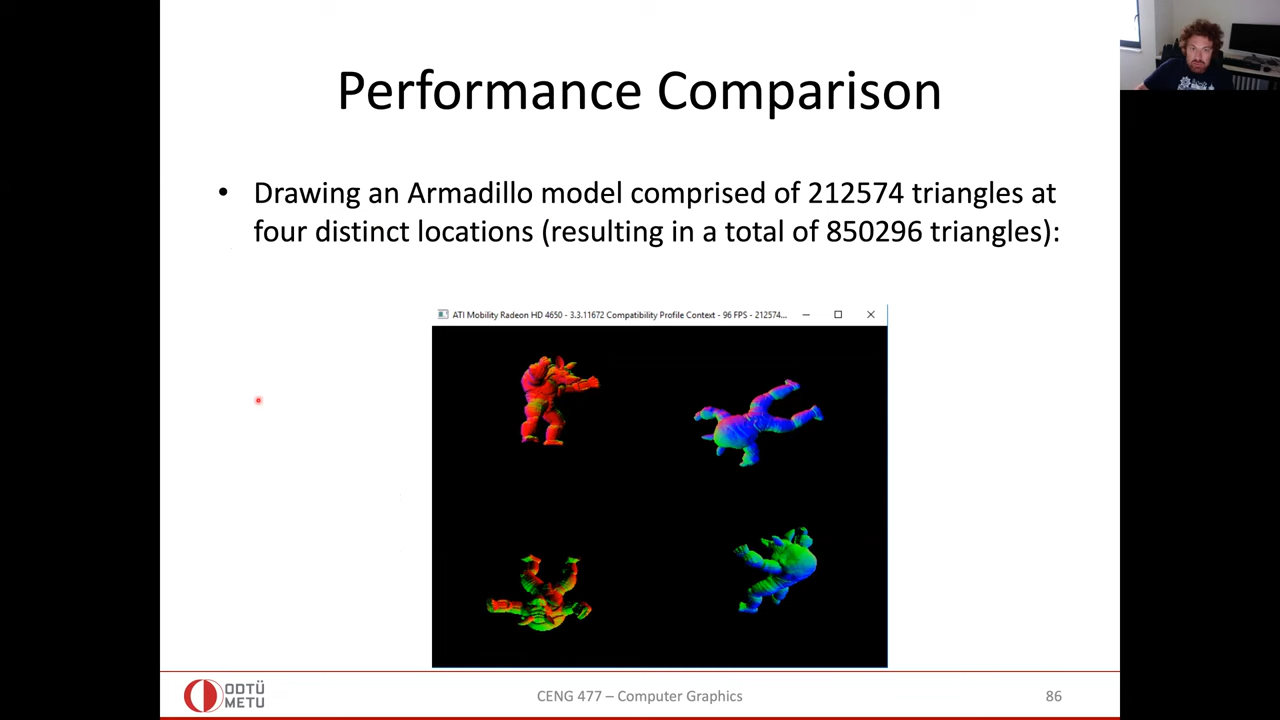 Performance Comparison
• Drawing an Armadillo model comprised of 212574 triangles at
four distinct locations (resulting in a total of 850296 triangles):
ATI Mobility Radeon HD 4650 - 3.3.11672 Compatibility Profile Context - 96 FPS - 212574...
ODTÜ
METU
CENG 477 – Computer Graphics
86